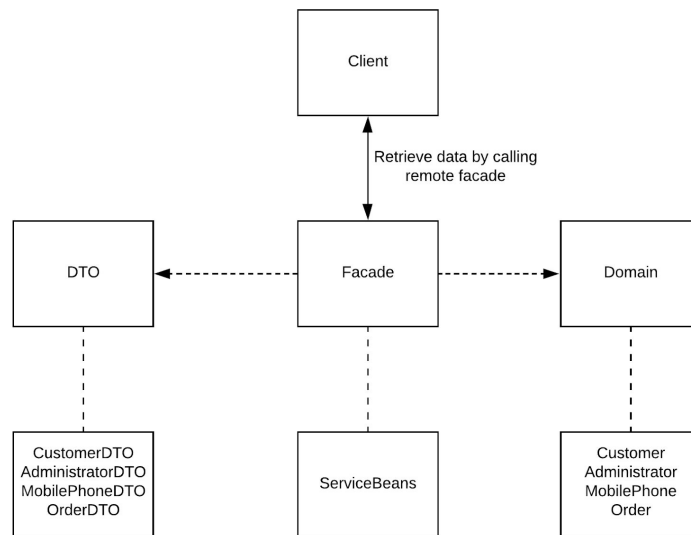 Client
Retrieve data by calling
remote facade
DTO
Facade
Domain
CustomerDTO
AdministratorDTO
MobilePhoneDTO
OrderDTO
ServiceBeans
Customer
Administrator
MobilePhone
Order